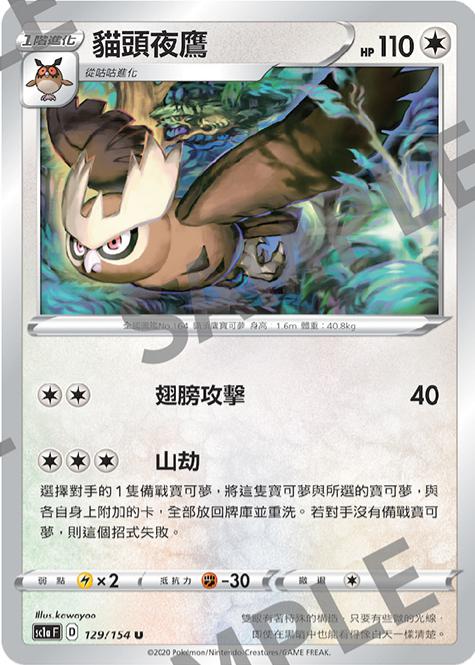 1階進化
貓頭夜鷹
HP 110
從咕咕進化
全國圖鑑No.164 貓頭鷹寶可夢 身高:1.6m 體重:40.8kg
翅膀攻擊 40
山劫
選擇對手的1隻備戰寶可夢，將這隻寶可夢與所選的寶可夢，與
各自身上附加的卡，全部放回牌庫並重洗。若對手沒有備戰寶可
夢，則這個招式失敗。
弱點 ×2 抵抗力 -30 撤退
Illus.kawayoo
sc1a F D 129/154 U
雙眼有著特殊的構造，只要有些微的光線，
即使在黑暗中也能看得像白天一樣清楚。
©2020 Pokémon/Nintendo/Creatures/GAME FREAK.
SAMPLE